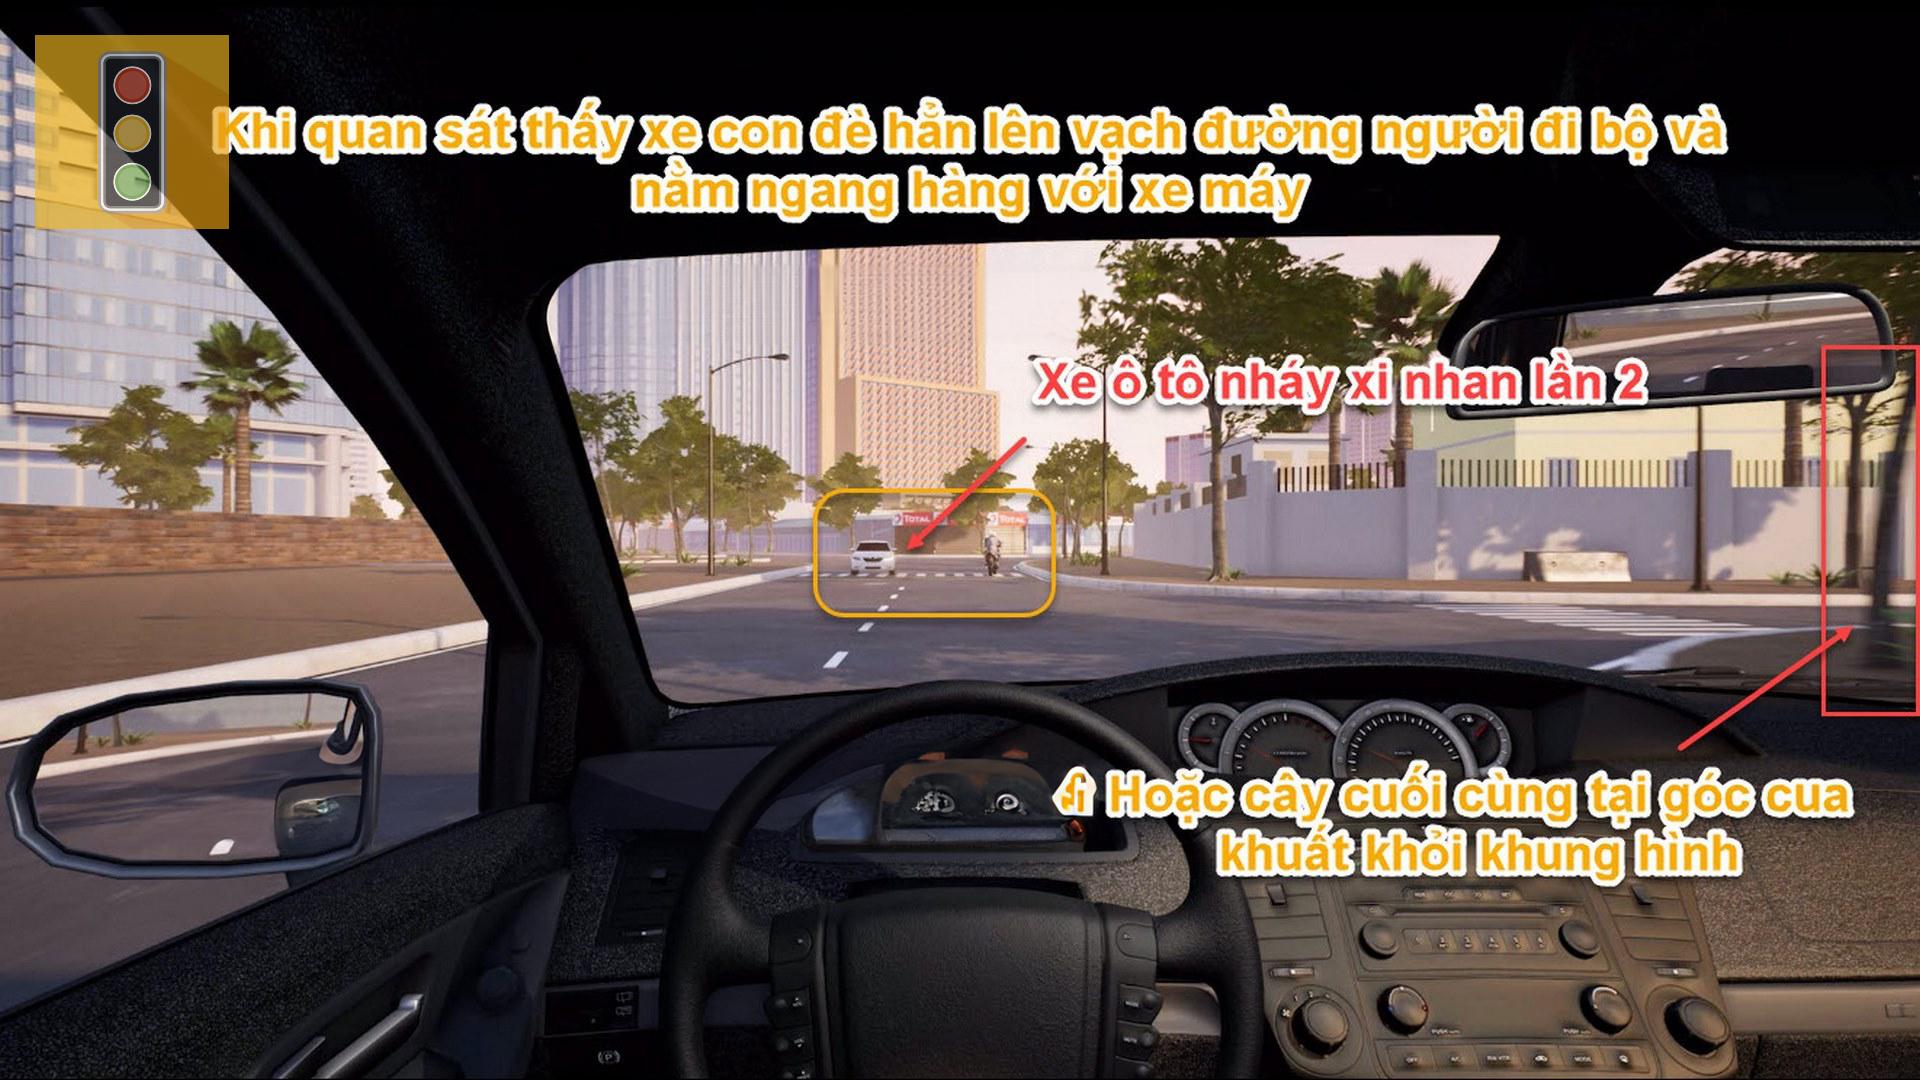 Khi quan sát thấy xe con đè hẳn lên vạch đường người đi bộ và
nằm ngang hàng với xe máy
Xe ô tô nháy xi nhan lần 2
TOTAL
TOTAL
Hoặc cây cuối cùng tại góc cua
khuất khỏi khung hình